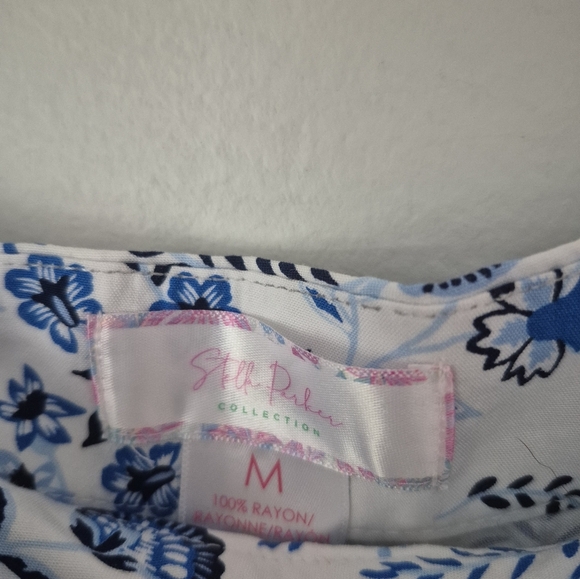 Stella Parker
COLLECTION
M
100% RAYON/
RAYONNE/RAYON